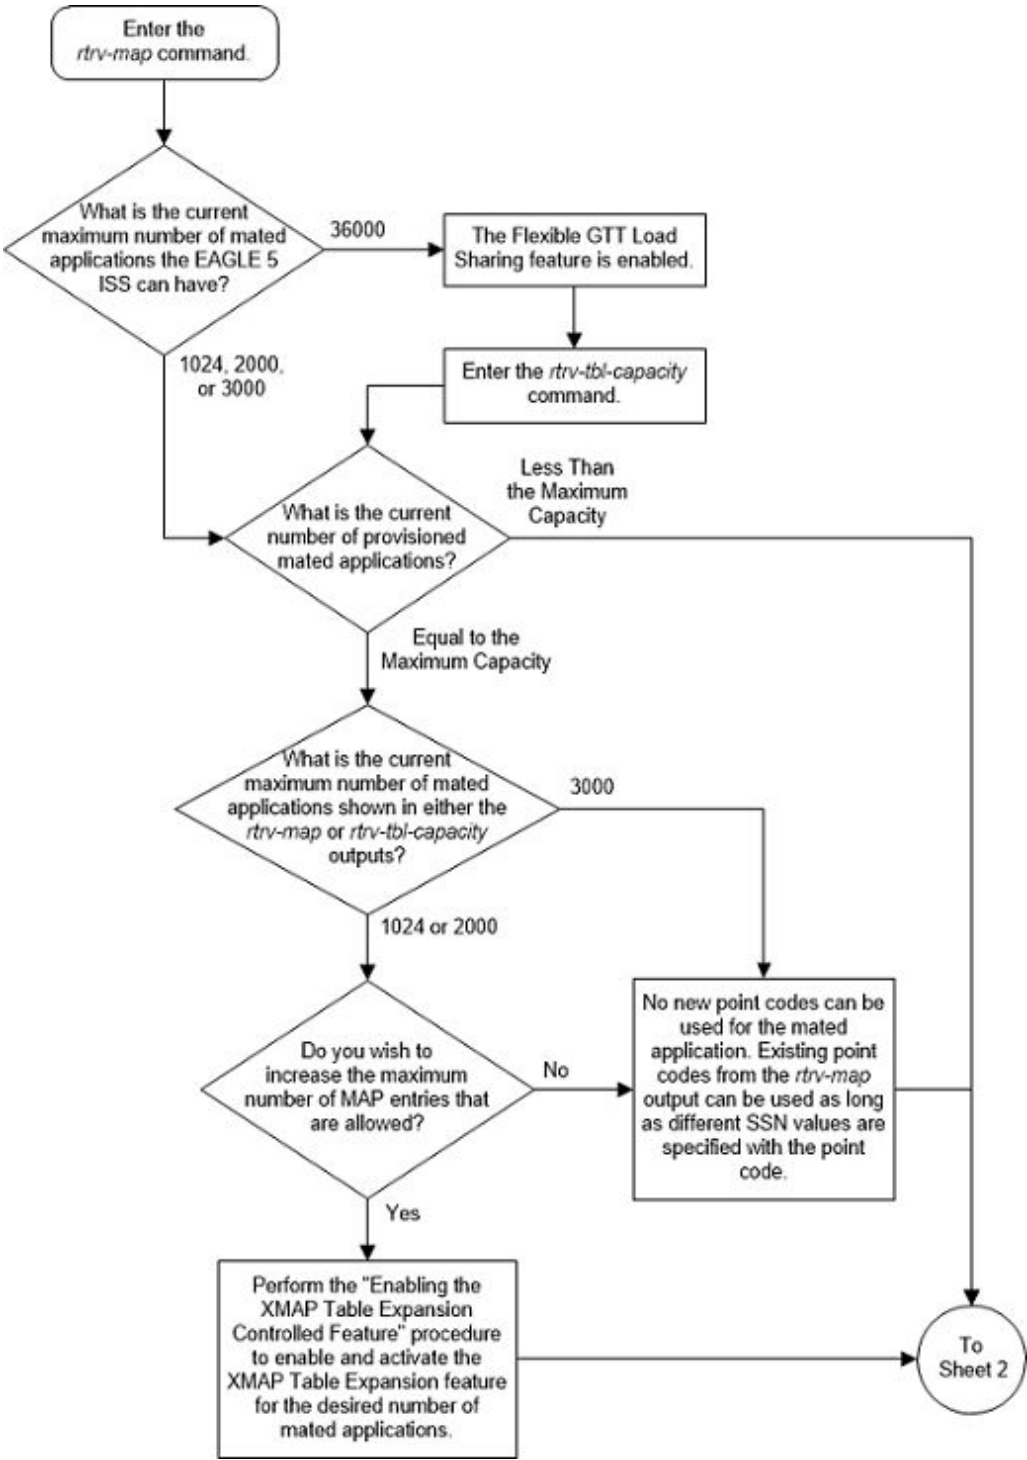 Enter the
rtrv-map command.
What is the current
maximum number of mated
applications the EAGLE 5
ISS can have?
36000
The Flexible GTT Load
Sharing feature is enabled.
1024, 2000,
or 3000
Enter the rtrv-tbl-capacity
command.
Less Than
the Maximum
Capacity
What is the current
number of provisioned
mated applications?
Equal to the
Maximum Capacity
What is the current
maximum number of mated
applications shown in either the
rtrv-map or rtrv-tbl-capacity
outputs?
3000
1024 or 2000
Do you wish to
increase the maximum
number of MAP entries that
are allowed?
No
No new point codes can be
used for the mated
application. Existing point
codes from the rtrv-map
output can be used as long
as different SSN values are
specified with the point
code.
Yes
Perform the "Enabling the
XMAP Table Expansion
Controlled Feature" procedure
to enable and activate the
XMAP Table Expansion feature
for the desired number of
mated applications.
To
Sheet 2